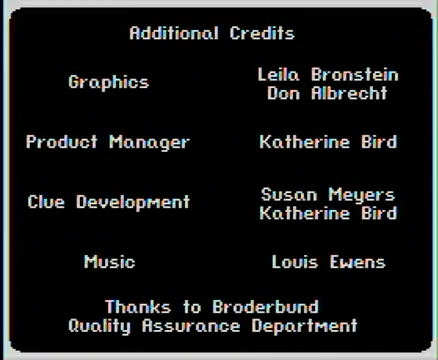 Additional Credits
Graphics
Leila Bronstein
Don Albrecht
Product Manager
Katherine Bird
Clue Development
Susan Meyers
Katherine Bird
Music
Louis Ewens
Thanks to Broderbund
Quality Assurance Department